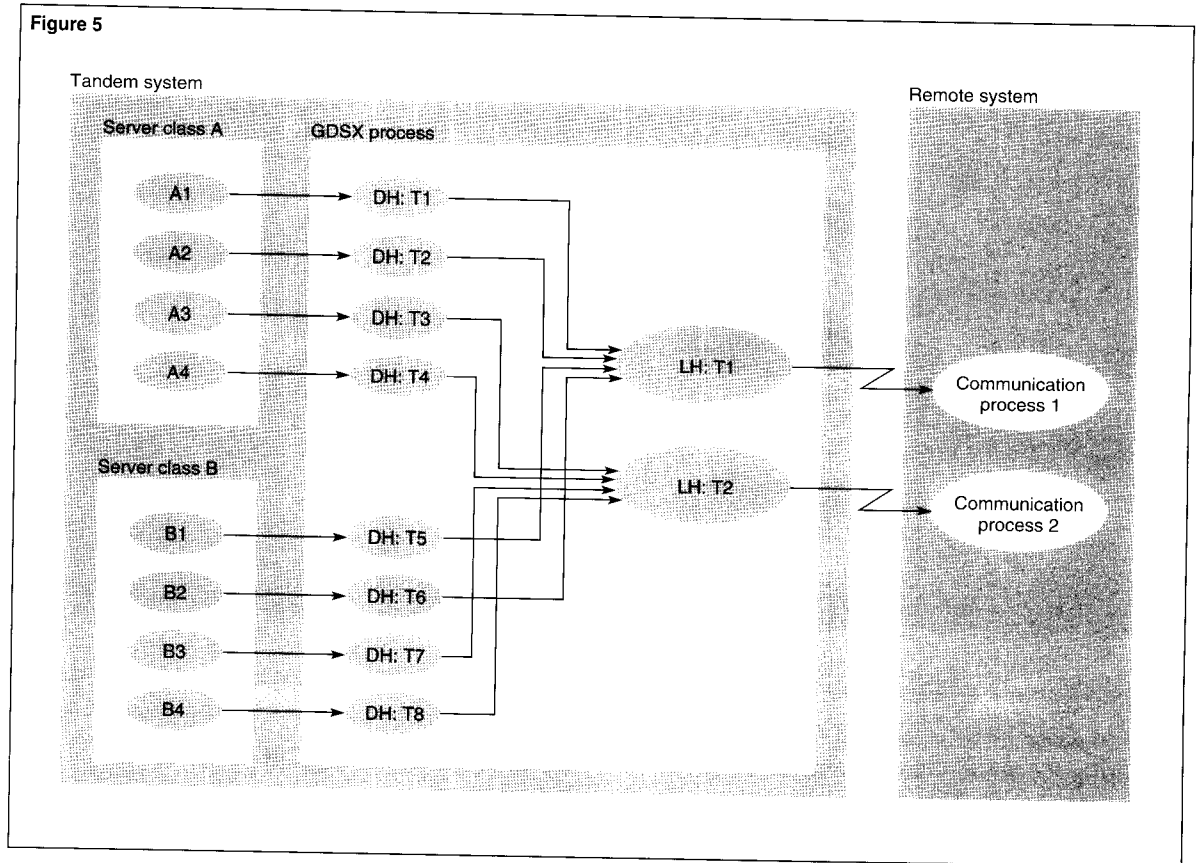 Figure 5
Tandem system
Remote system
Server class A
GDSX process
A1
DH: T1
A2
DH: T2
A3
DH: T3
A4
DH: T4
LH: T1
Communication
process 1
Server class B
LH: T2
Communication
process 2
B1
DH: T5
B2
DH: T6
B3
DH: T7
B4
DH: T8